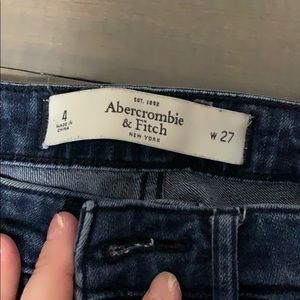 4
MADE IN
CHINA
EST. 1892
Abercrombie
& Fitch
NEW YORK
W 27